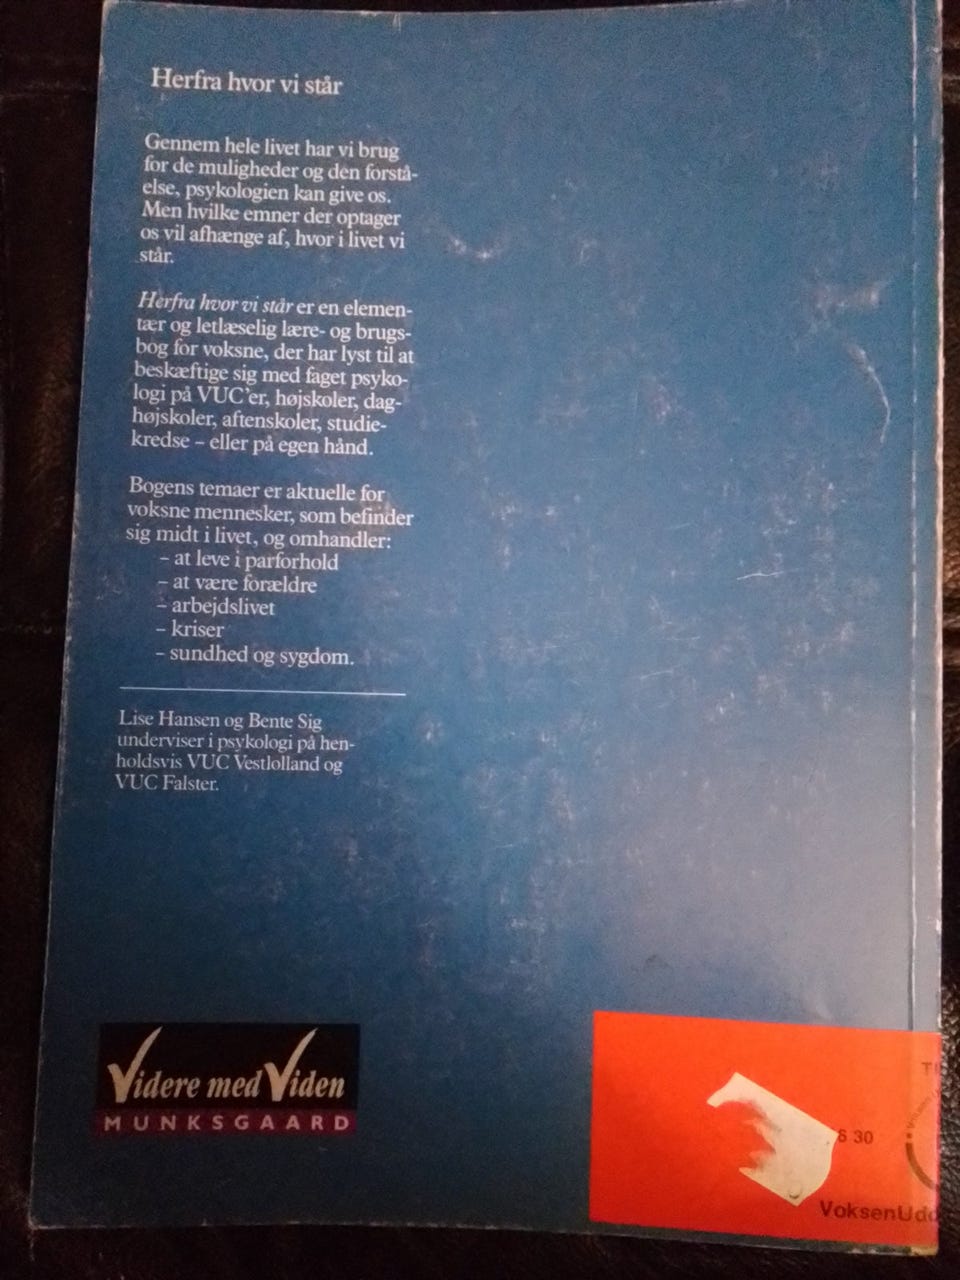 Herfra hvor vi står
Gennem hele livet har vi brug
for de muligheder og den forstå-
else, psykologien kan give os.
Men hvilke emner der optager
os vil afhænge af, hvor i livet vi
står.
Herfra hvor vi står er en elemen-
tær og letlæselig lære- og brugs-
bog for voksne, der har lyst til at
beskæftige sig med faget psyko-
logi på VUC'er, højskoler, dag-
højskoler, aftenskoler, studie-
kredse – eller på egen hånd.
Bogens temaer er aktuelle for
voksne mennesker, som befinder
sig midt i livet, og omhandler:
– at leve i parforhold
– at være forældre
– arbejdslivet
– kriser
– sundhed og sygdom.
Lise Hansen og Bente Sig
underviser i psykologi på hen-
holdsvis VUC Vestlolland og
VUC Falster.
Videre med Viden
MUNKSGAARD
30
VoksenUdd